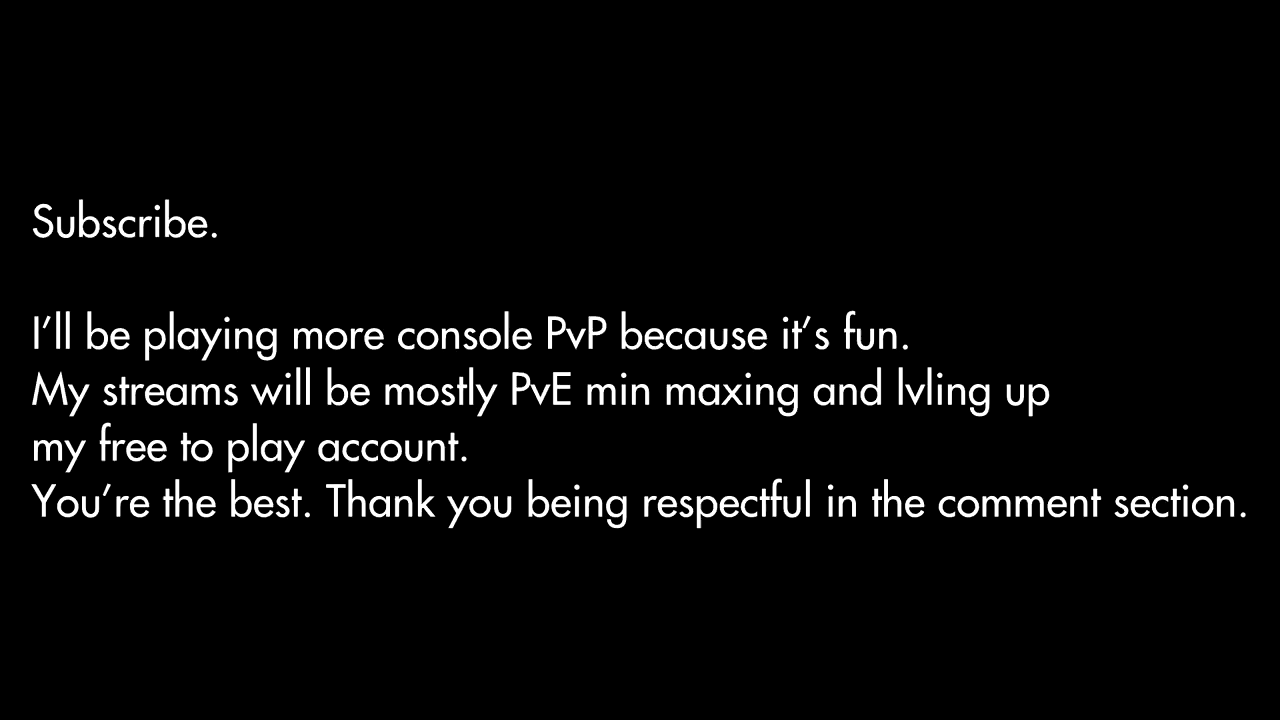 Subscribe.
I'll be playing more console PvP because it's fun.
My streams will be mostly PvE min maxing and lvling up
my free to play account.
You're the best. Thank you being respectful in the comment section.